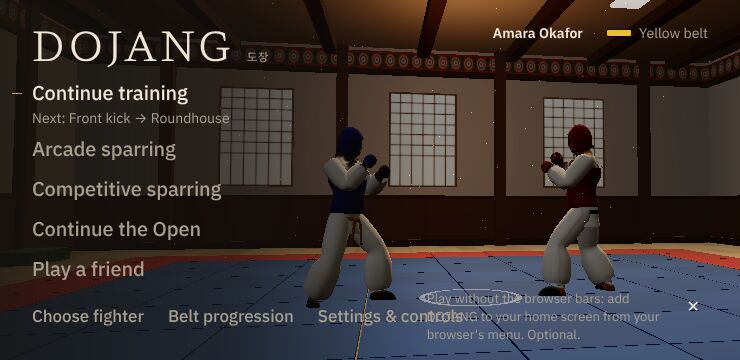 DOJANG 도장
Amara Okafor · Yellow belt
Continue training
Next: Front kick → Roundhouse
Arcade sparring
Competitive sparring
Continue the Open
Play a friend
Choose fighter Belt progression Settings & controls
Play without the browser bars: add
DOJANG to your home screen from your
browser's menu. Optional.
×